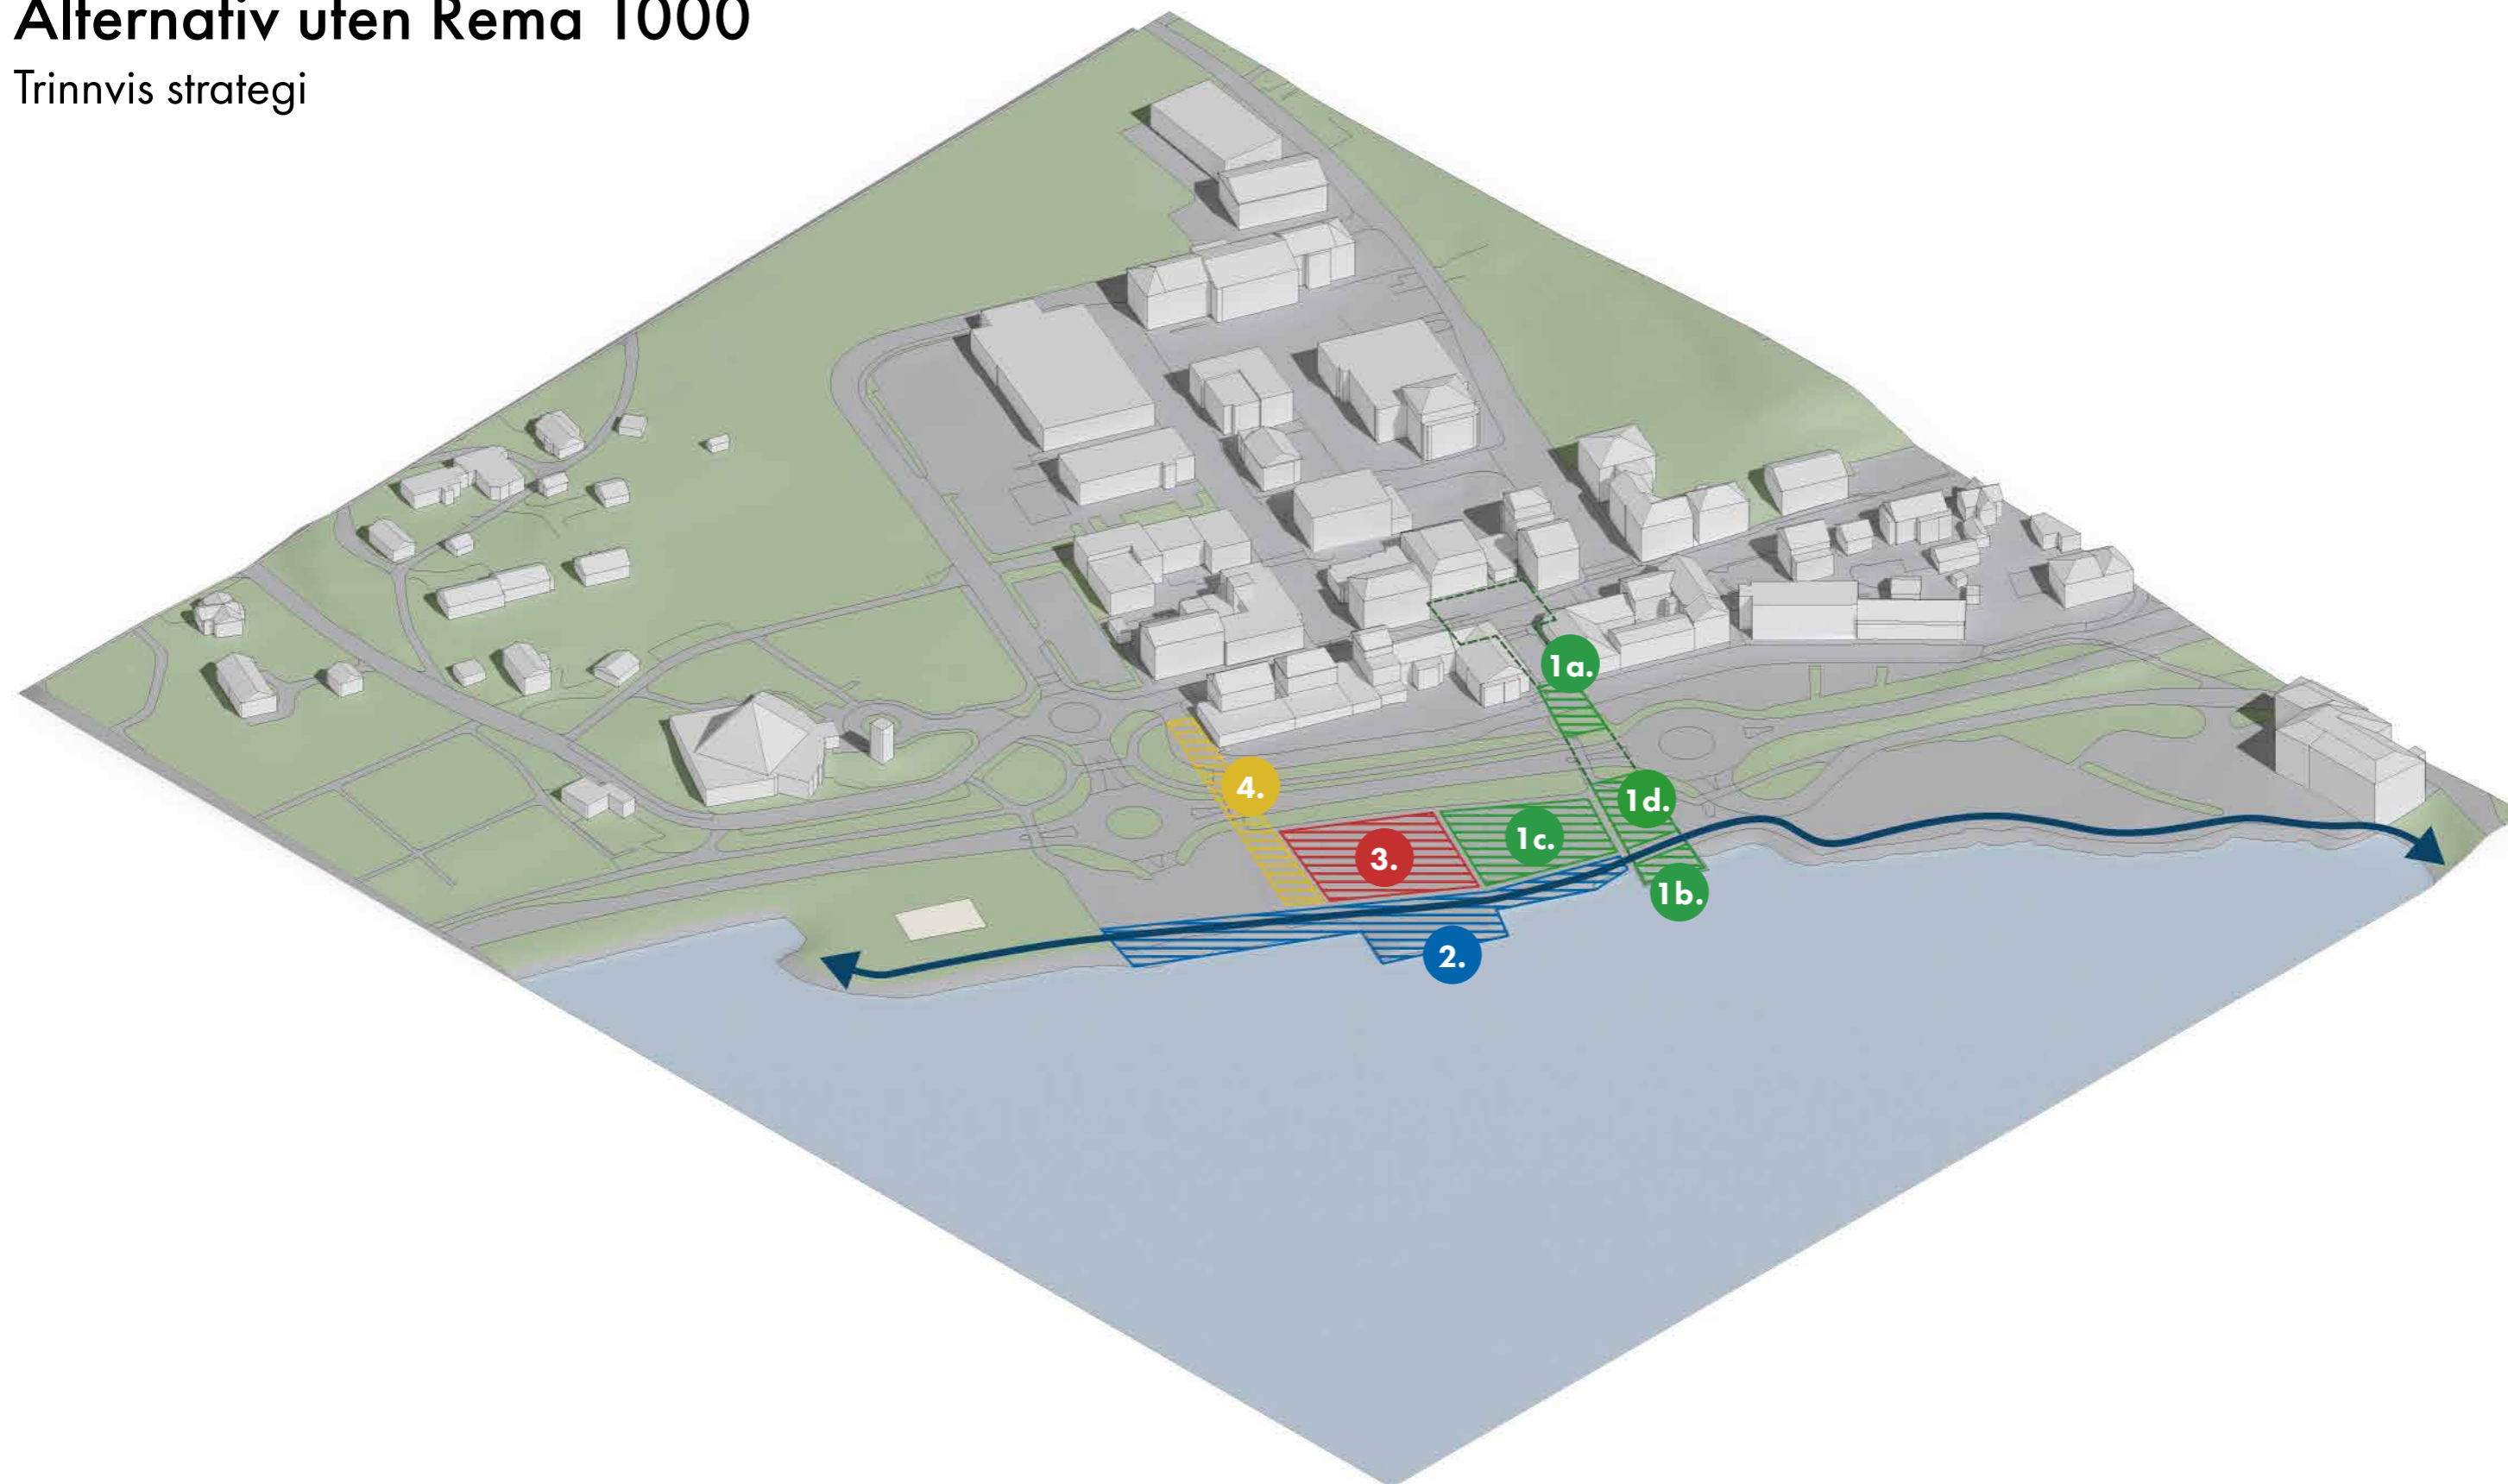 Alternativ uten Rema 1000
Trinnvis strategi
1a.
4.
1d.
1c.
3.
1b.
2.